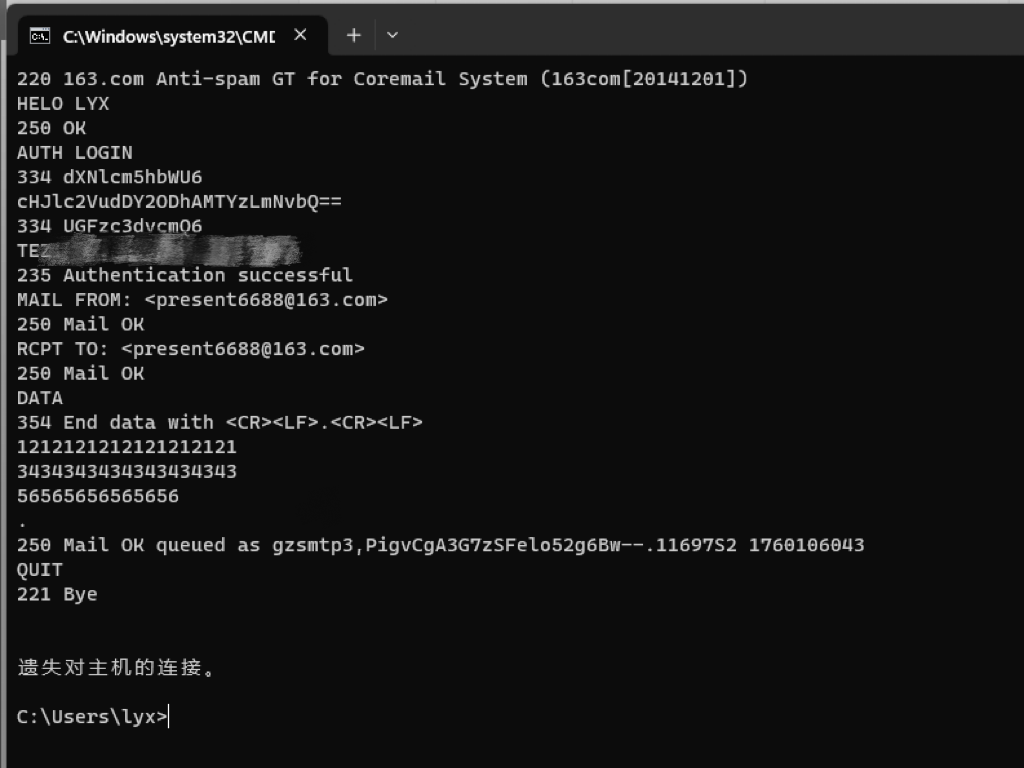 C:\Windows\system32\CMD
220 163.com Anti-spam GT for Coremail System (163com[20141201])
HELO LYX
250 OK
AUTH LOGIN
334 dXNlcm5hbWU6
cHJlc2VudDY2ODhAMTYzLmNvbQ==
334 UGFzc3dvcmQ6
235 Authentication successful
MAIL FROM: <present6688@163.com>
250 Mail OK
RCPT TO: <present6688@163.com>
250 Mail OK
DATA
354 End data with <CR><LF>.<CR><LF>
1212121212121212121
3434343434343434343
56565656565656
.
250 Mail OK queued as gzsmtp3,PigvCgA3G7zSFelo52g6Bw--.11697S2 1760106043
QUIT
221 Bye
遗失对主机的连接。
C:\Users\lyx>